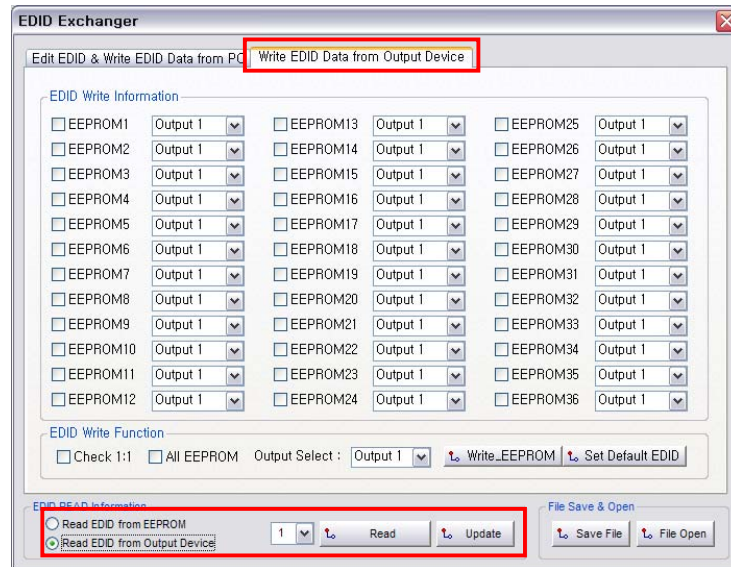 EDID Exchanger
Edit EDID & Write EDID Data from PC Write EDID Data from Output Device
EDID Write Information
EEPROM1 Output 1 EEPROM13 Output 1 EEPROM25 Output 1
EEPROM2 Output 1 EEPROM14 Output 1 EEPROM26 Output 1
EEPROM3 Output 1 EEPROM15 Output 1 EEPROM27 Output 1
EEPROM4 Output 1 EEPROM16 Output 1 EEPROM28 Output 1
EEPROM5 Output 1 EEPROM17 Output 1 EEPROM29 Output 1
EEPROM6 Output 1 EEPROM18 Output 1 EEPROM30 Output 1
EEPROM7 Output 1 EEPROM19 Output 1 EEPROM31 Output 1
EEPROM8 Output 1 EEPROM20 Output 1 EEPROM32 Output 1
EEPROM9 Output 1 EEPROM21 Output 1 EEPROM33 Output 1
EEPROM10 Output 1 EEPROM22 Output 1 EEPROM34 Output 1
EEPROM11 Output 1 EEPROM23 Output 1 EEPROM35 Output 1
EEPROM12 Output 1 EEPROM24 Output 1 EEPROM36 Output 1
EDID Write Function
Check 1:1 All EEPROM Output Select : Output 1 Write_EEPROM Set Default EDID
EDID READ Information File Save & Open
Read EDID from EEPROM
1 Read Update Save File File Open
Read EDID from Output Device